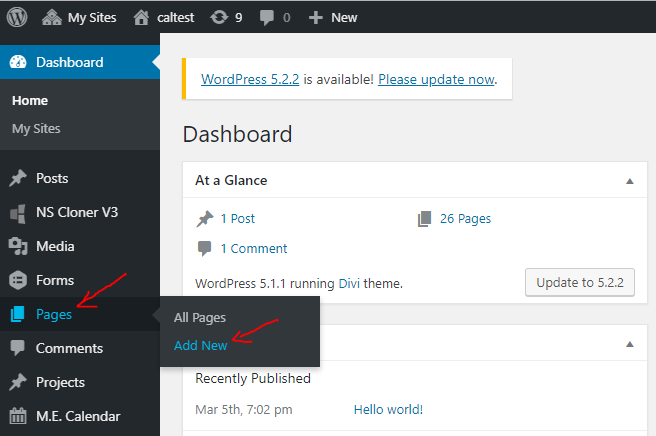 My Sites caltest 9 0 New
Dashboard
Home
My Sites
Posts
NS Cloner V3
Media
Forms
Pages
Comments
Projects
M.E. Calendar
All Pages
Add New
WordPress 5.2.2 is available! Please update now.
Dashboard
At a Glance
1 Post 26 Pages
1 Comment
WordPress 5.1.1 running Divi theme. Update to 5.2.2
Recently Published
Mar 5th, 7:02 pm Hello world!